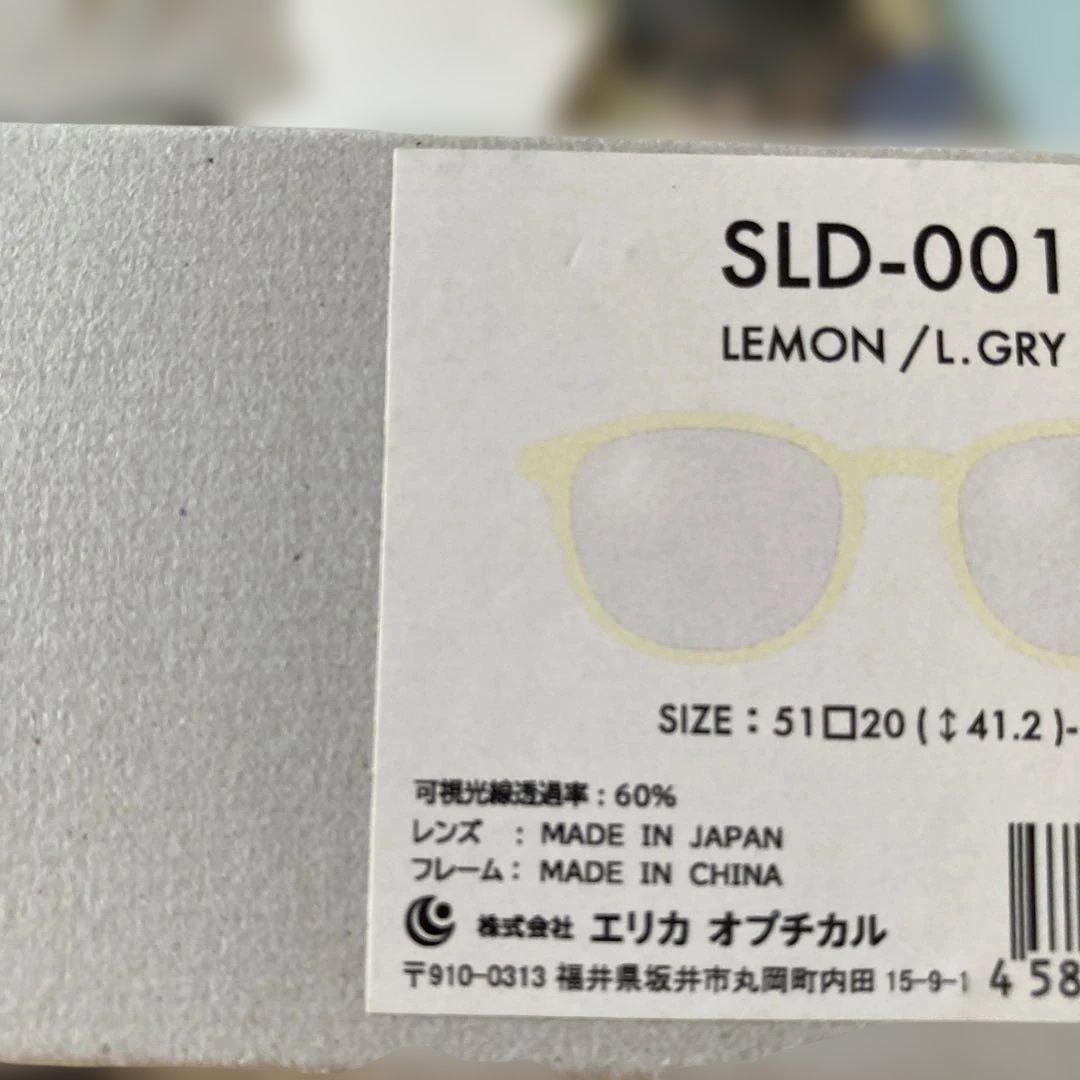 SLD-001
LEMON /L.GRY
SIZE : 51□20 (↕41.2)-
可視光線透過率 : 60%
レンズ : MADE IN JAPAN
フレーム : MADE IN CHINA
株式会社 エリカ オプチカル
〒910-0313 福井県坂井市丸岡町内田 15-9-1
4 58